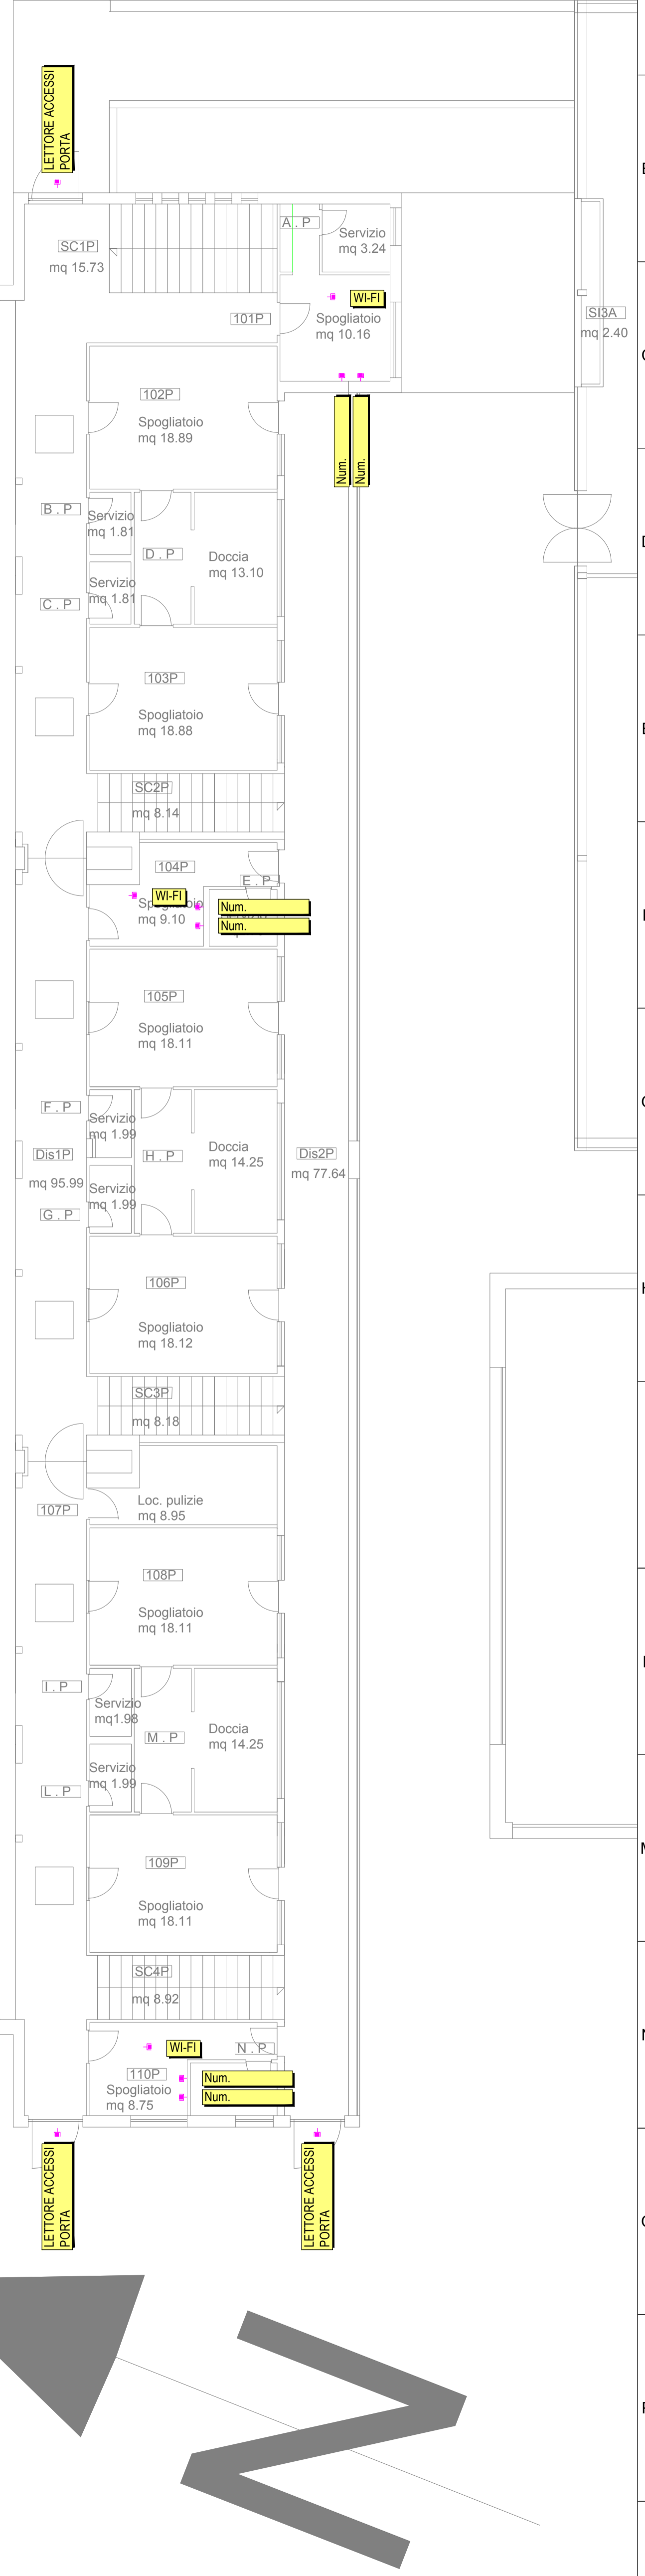 LETTORE ACCESSI
PORTA
SC1P
mq 15.73
A . P
Servizio
mq 3.24
WI-FI
101P
Spogliatoio
mq 10.16
SI3A
mq 2.40
Num.
Num.
102P
Spogliatoio
mq 18.89
B . P
Servizio
mq 1.81
D . P
Doccia
mq 13.10
Servizio
mq 1.81
C . P
103P
Spogliatoio
mq 18.88
SC2P
mq 8.14
104P
E . P
WI-FI
Spogliatoio
mq 9.10
Num.
Num.
105P
Spogliatoio
mq 18.11
F . P
Servizio
mq 1.99
Dis1P
mq 95.99
H . P
Doccia
mq 14.25
Dis2P
mq 77.64
Servizio
mq 1.99
G . P
106P
Spogliatoio
mq 18.12
SC3P
mq 8.18
Loc. pulizie
mq 8.95
107P
108P
Spogliatoio
mq 18.11
I . P
Servizio
mq1.98
M . P
Doccia
mq 14.25
Servizio
mq 1.99
L . P
109P
Spogliatoio
mq 18.11
SC4P
mq 8.92
WI-FI
N . P
110P
Spogliatoio
mq 8.75
Num.
Num.
LETTORE ACCESSI
PORTA
LETTORE ACCESSI
PORTA
N